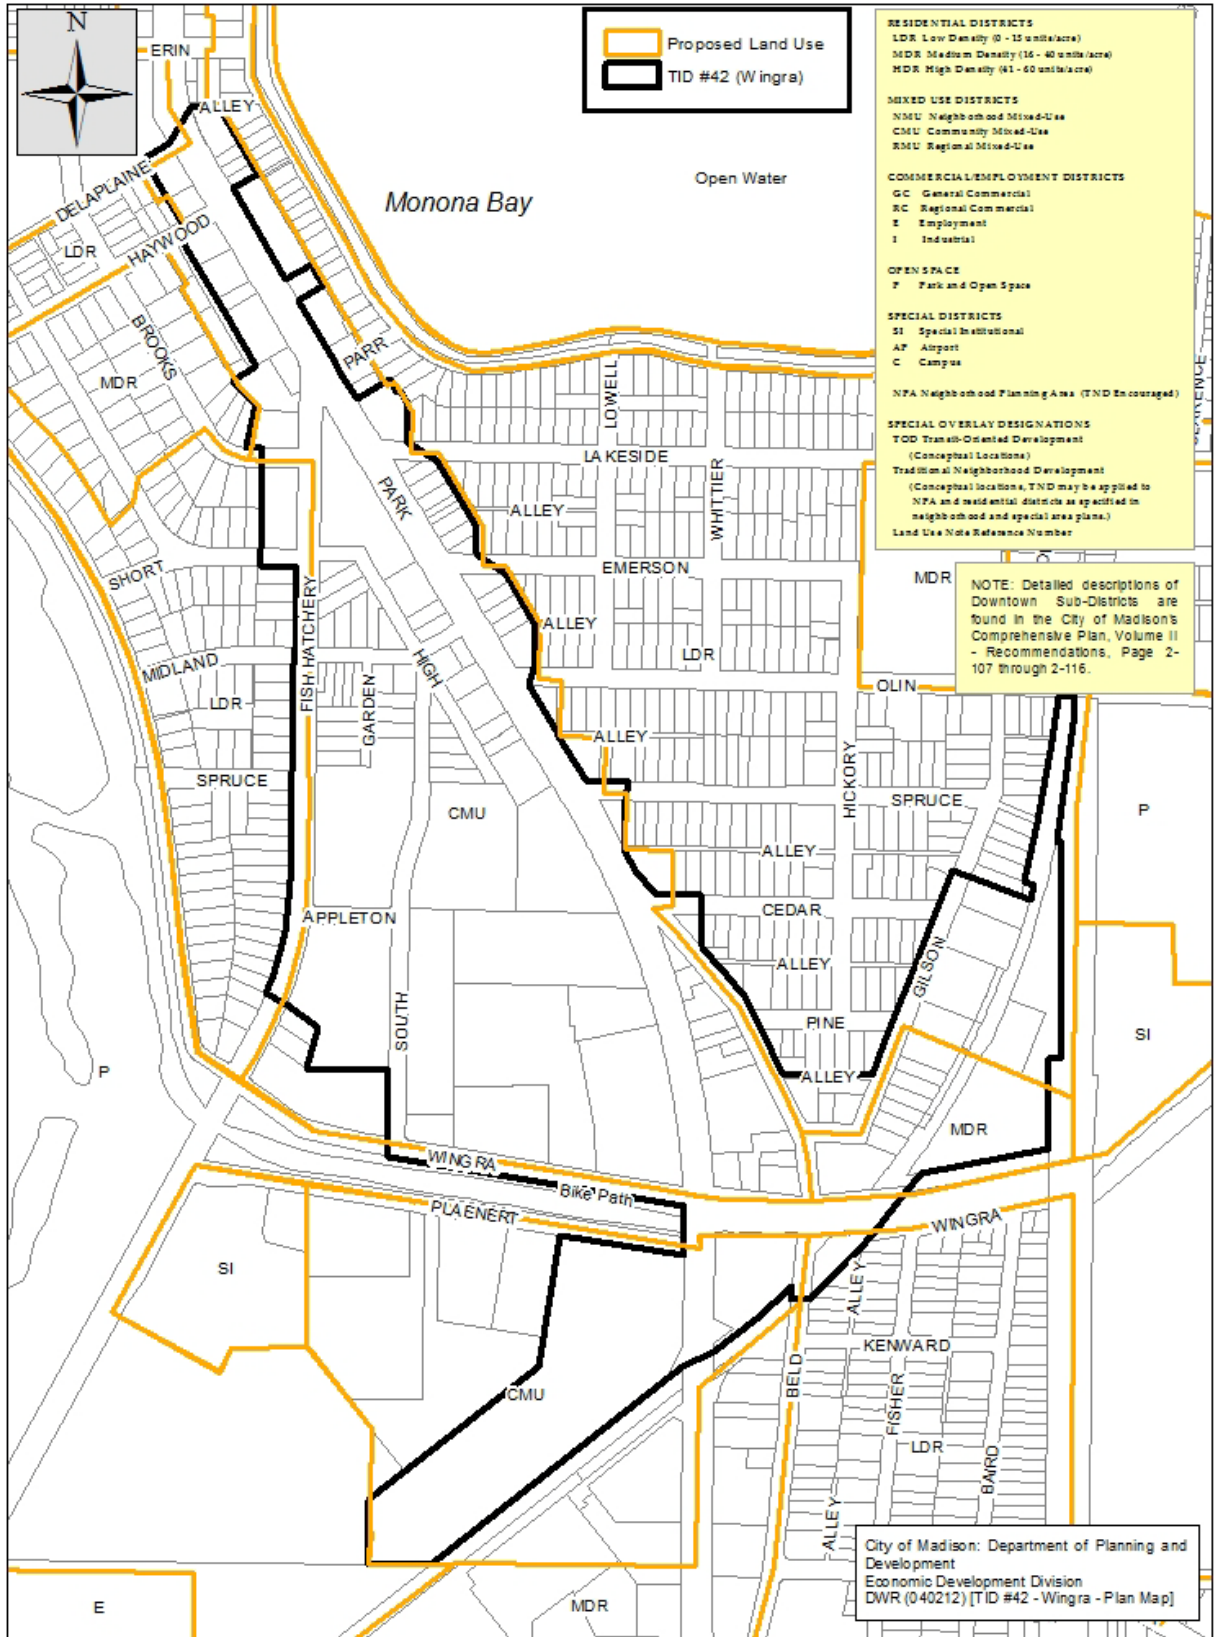 N
Proposed Land Use
TID #42 (Wingra)
RESIDENTIAL DISTRICTS
LDR Low Density (0 - 15 units/acre)
MDR Medium Density (16 - 40 units/acre)
HDR High Density (41 - 60 units/acre)
MIXED USE DISTRICTS
NMU Neighborhood Mixed-Use
CMU Community Mixed-Use
RMU Regional Mixed-Use
COMMERCIAL/EMPLOYMENT DISTRICTS
GC General Commercial
RC Regional Commercial
E Employment
I Industrial
OPEN SPACE
P Park and Open Space
SPECIAL DISTRICTS
SI Special Institutional
AP Airport
C Campus
NPA Neighborhood Planning Area (TND Encouraged)
SPECIAL OVERLAY DESIGNATIONS
TOD Transit-Oriented Development
(Conceptual Locations)
Traditional Neighborhood Development
(Conceptual locations, TND may be applied to
NPA and residential districts as specified in
neighborhood and special area plans.)
Land Use Note Reference Number
NOTE: Detailed descriptions of
Downtown Sub-Districts are
found in the City of Madison's
Comprehensive Plan, Volume II
- Recommendations, Page 2-
107 through 2-116.
ERIN
ALLEY
Open Water
Monona Bay
DELAPLAINE
HAYWOOD
LDR
BROOKS
PARR
MDR
LOWELL
LAKESIDE
WHITTIER
PARK
ALLEY
EMERSON
MDR
SHORT
FISH HATCHERY
ALLEY
LDR
MIDLAND
HIGH
OLIN
LDR
GARDEN
ALLEY
HICKORY
SPRUCE
SPRUCE
CMU
P
ALLEY
APPLETON
CEDAR
ALLEY
GILSON
SOUTH
PINE
SI
P
ALLEY
MDR
WINGRA
Bike Path
PLAENERT
WINGRA
SI
ALLEY
KENWARD
BELD
CMU
FISHER
LDR
BAIRD
ALLEY
E
MDR
City of Madison: Department of Planning and
Development
Economic Development Division
DWR (040212) [TID #42 - Wingra - Plan Map]